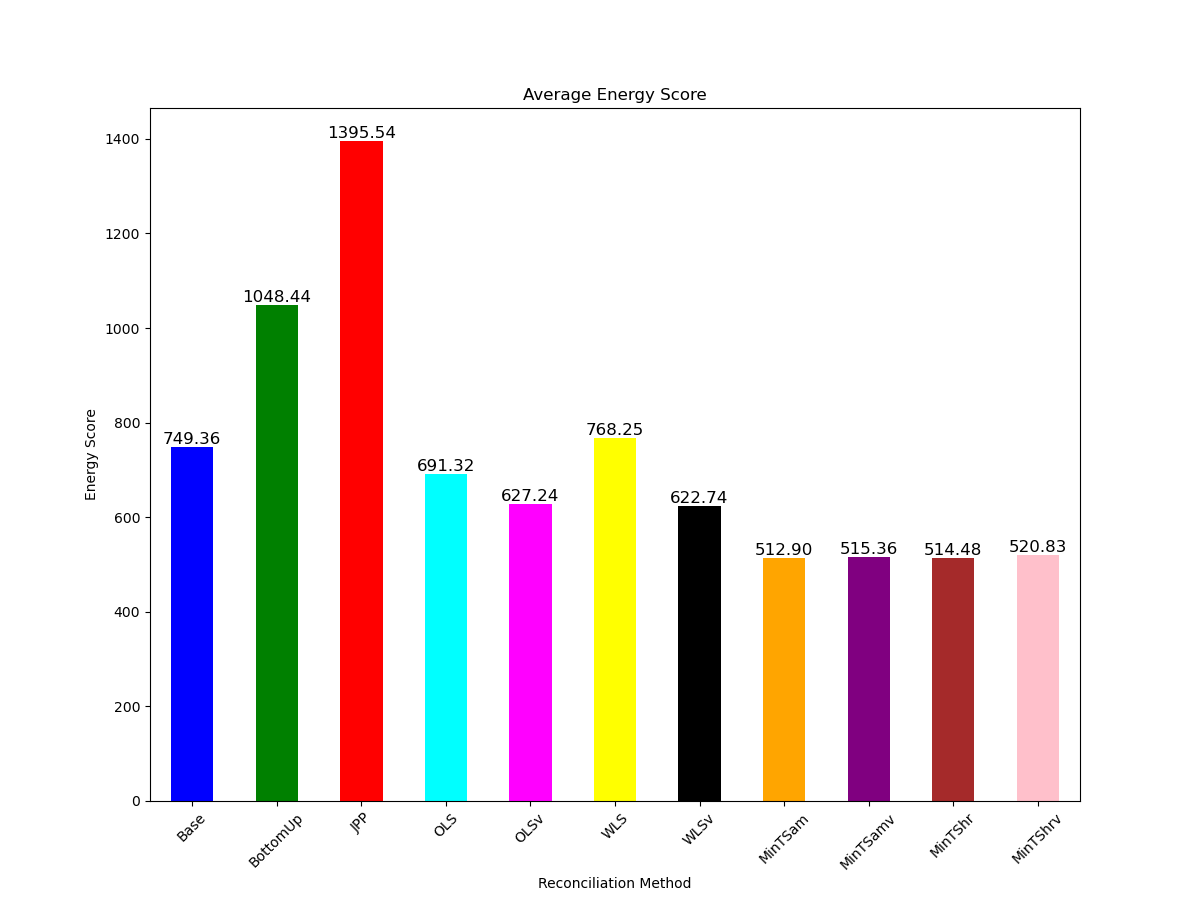 Average Energy Score
Energy Score
1400
1200
1000
800
600
400
200
0
749.36
1048.44
1395.54
691.32
627.24
768.25
622.74
512.90
515.36
514.48
520.83
Base
BottomUp
JPP
OLS
OLSv
WLS
WLSv
MinTSam
MinTSamv
MinTShr
MinTShrv
Reconciliation Method